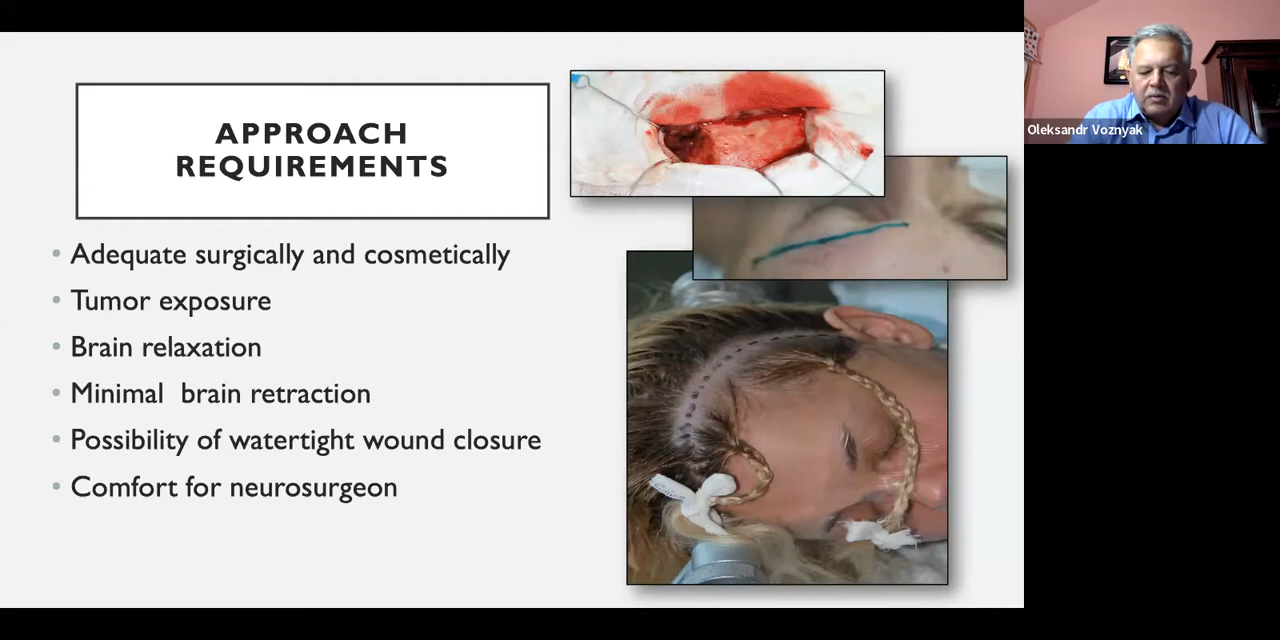 APPROACH
REQUIREMENTS
• Adequate surgically and cosmetically
• Tumor exposure
• Brain relaxation
• Minimal  brain retraction
• Possibility of watertight wound closure
• Comfort for neurosurgeon
Oleksandr Voznyak